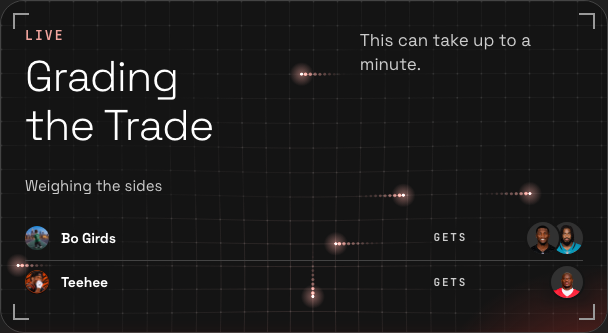 LIVE
Grading
the Trade
This can take up to a
minute.
Weighing the sides
Bo Girds GETS
Teehee GETS